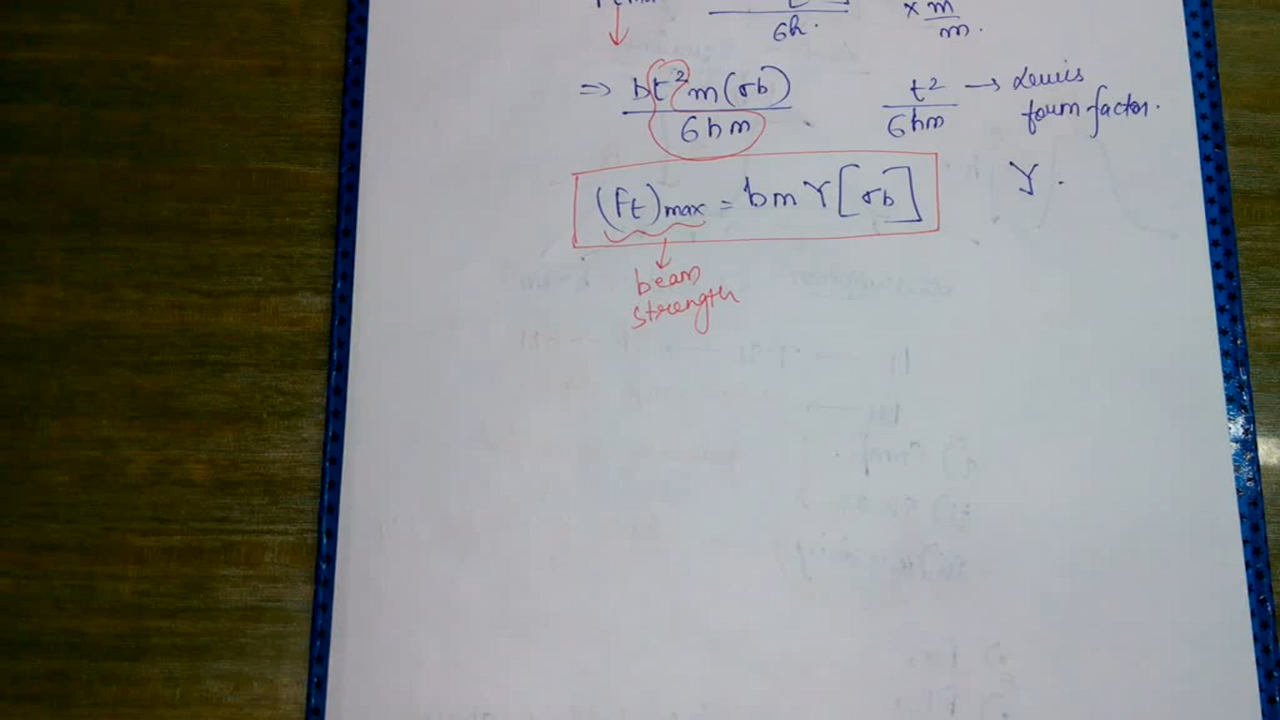 6h.
× m/m.
⇒ bt²m(σb)/6hm
t²/6hm → Lewis
form factor.
(Ft)max = bmY[σb]
Y.
beam
strength